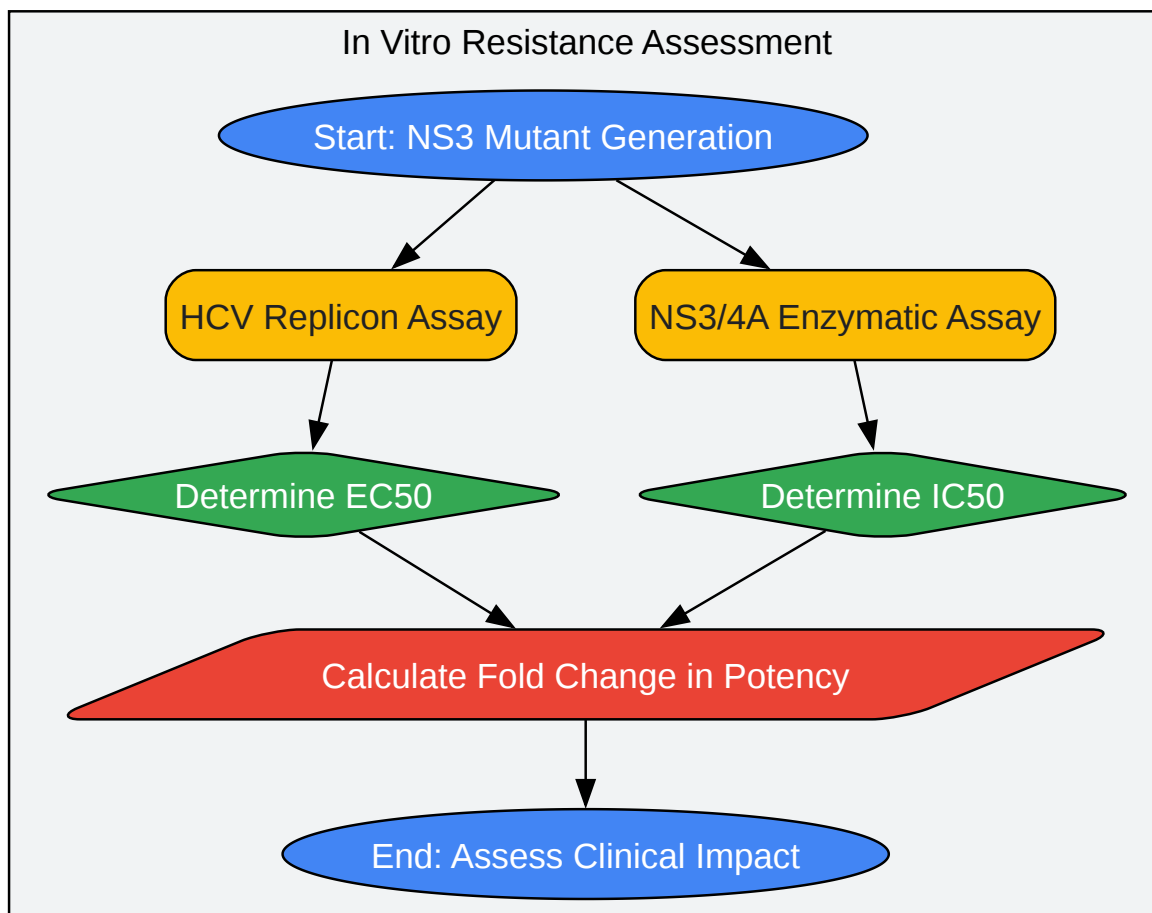 In Vitro Resistance Assessment
Start: NS3 Mutant Generation
HCV Replicon Assay
NS3/4A Enzymatic Assay
Determine EC50
Determine IC50
Calculate Fold Change in Potency
End: Assess Clinical Impact